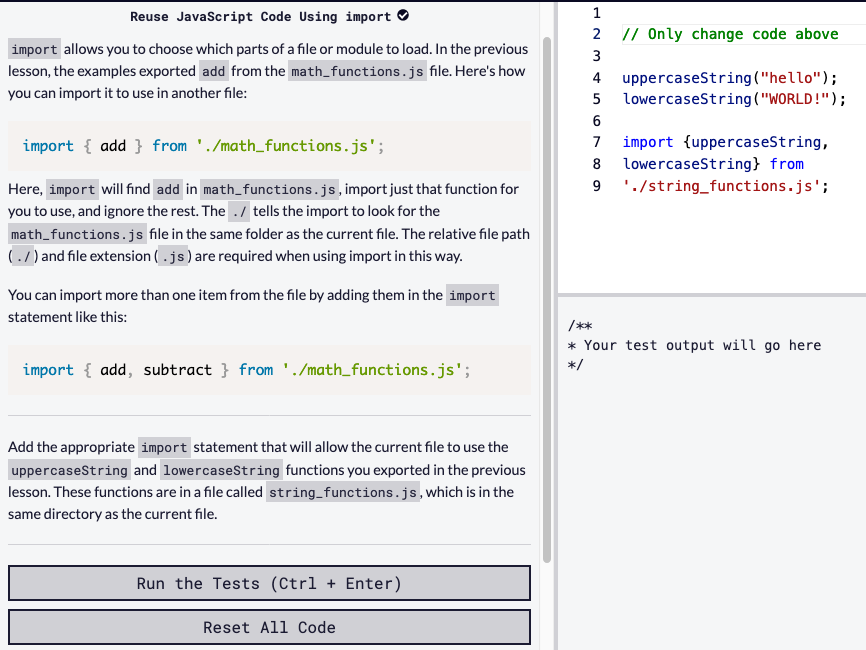 Reuse JavaScript Code Using import
import allows you to choose which parts of a file or module to load. In the previous
lesson, the examples exported add from the math_functions.js file. Here's how
you can import it to use in another file:
import { add } from './math_functions.js';
Here, import will find add in math_functions.js, import just that function for
you to use, and ignore the rest. The ./ tells the import to look for the
math_functions.js file in the same folder as the current file. The relative file path
(./) and file extension (.js) are required when using import in this way.
You can import more than one item from the file by adding them in the import
statement like this:
import { add, subtract } from './math_functions.js';
Add the appropriate import statement that will allow the current file to use the
uppercaseString and lowercaseString functions you exported in the previous
lesson. These functions are in a file called string_functions.js, which is in the
same directory as the current file.
Run the Tests (Ctrl + Enter)
Reset All Code
1
2 // Only change code above
3
4 uppercaseString("hello");
5 lowercaseString("WORLD!");
6
7 import {uppercaseString,
8 lowercaseString} from
9 './string_functions.js';
/**
* Your test output will go here
*/